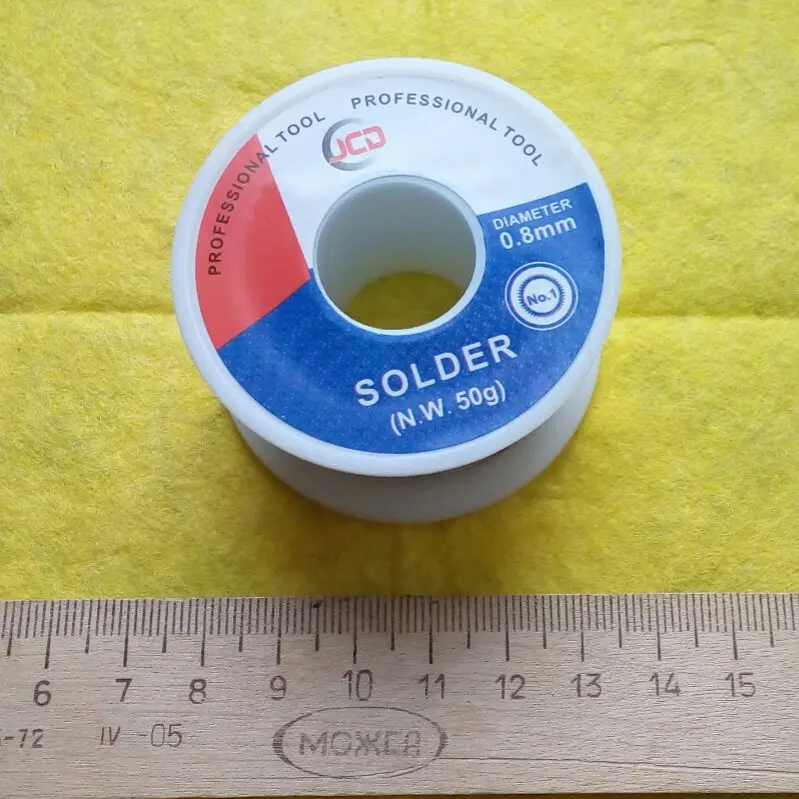 PROFESSIONAL TOOL
PROFESSIONAL TOOL
JCD
DIAMETER
0.8mm
No.1
SOLDER
(N.W. 50g)
6 7 8 9 10 11 12 13 14 15
-72 IV -05
МОЖГА